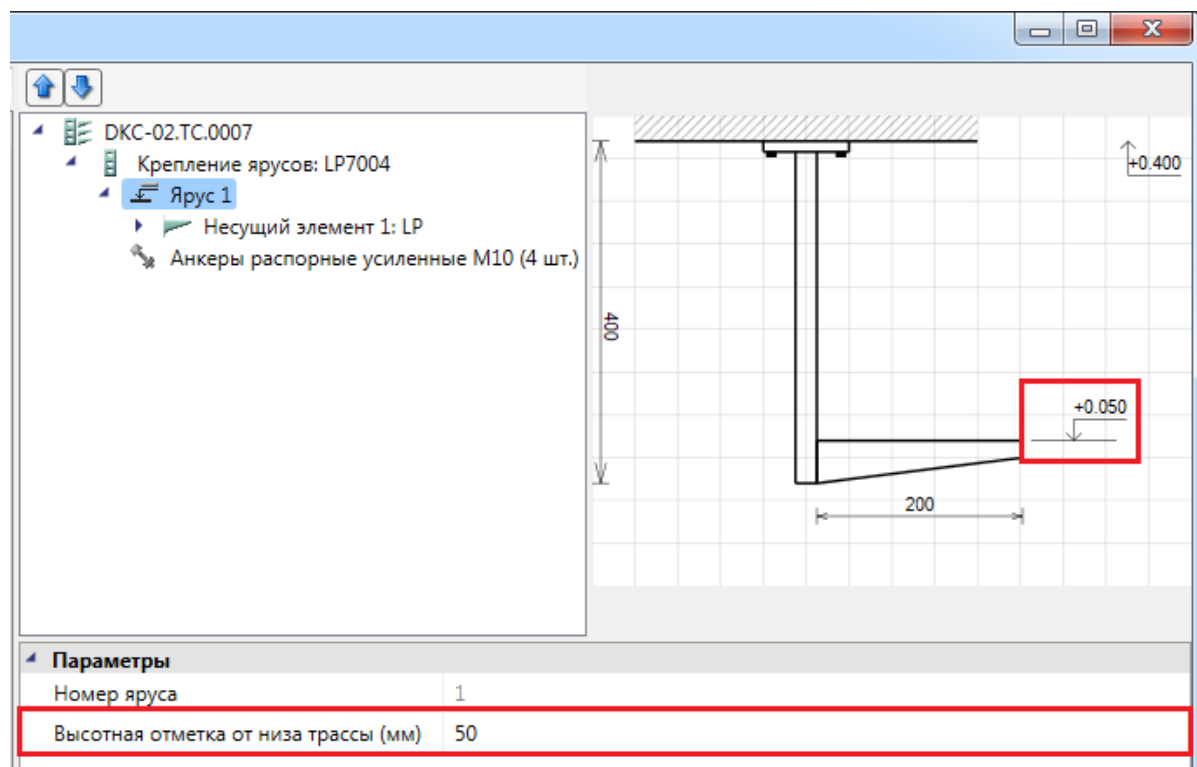 DKC-02.TC.0007
Крепление ярусов: LP7004
Ярус 1
Несущий элемент 1: LP
Анкеры распорные усиленные М10 (4 шт.)
+0.400
400
+0.050
200
Параметры
Номер яруса 1
Высотная отметка от низа трассы (мм) 50